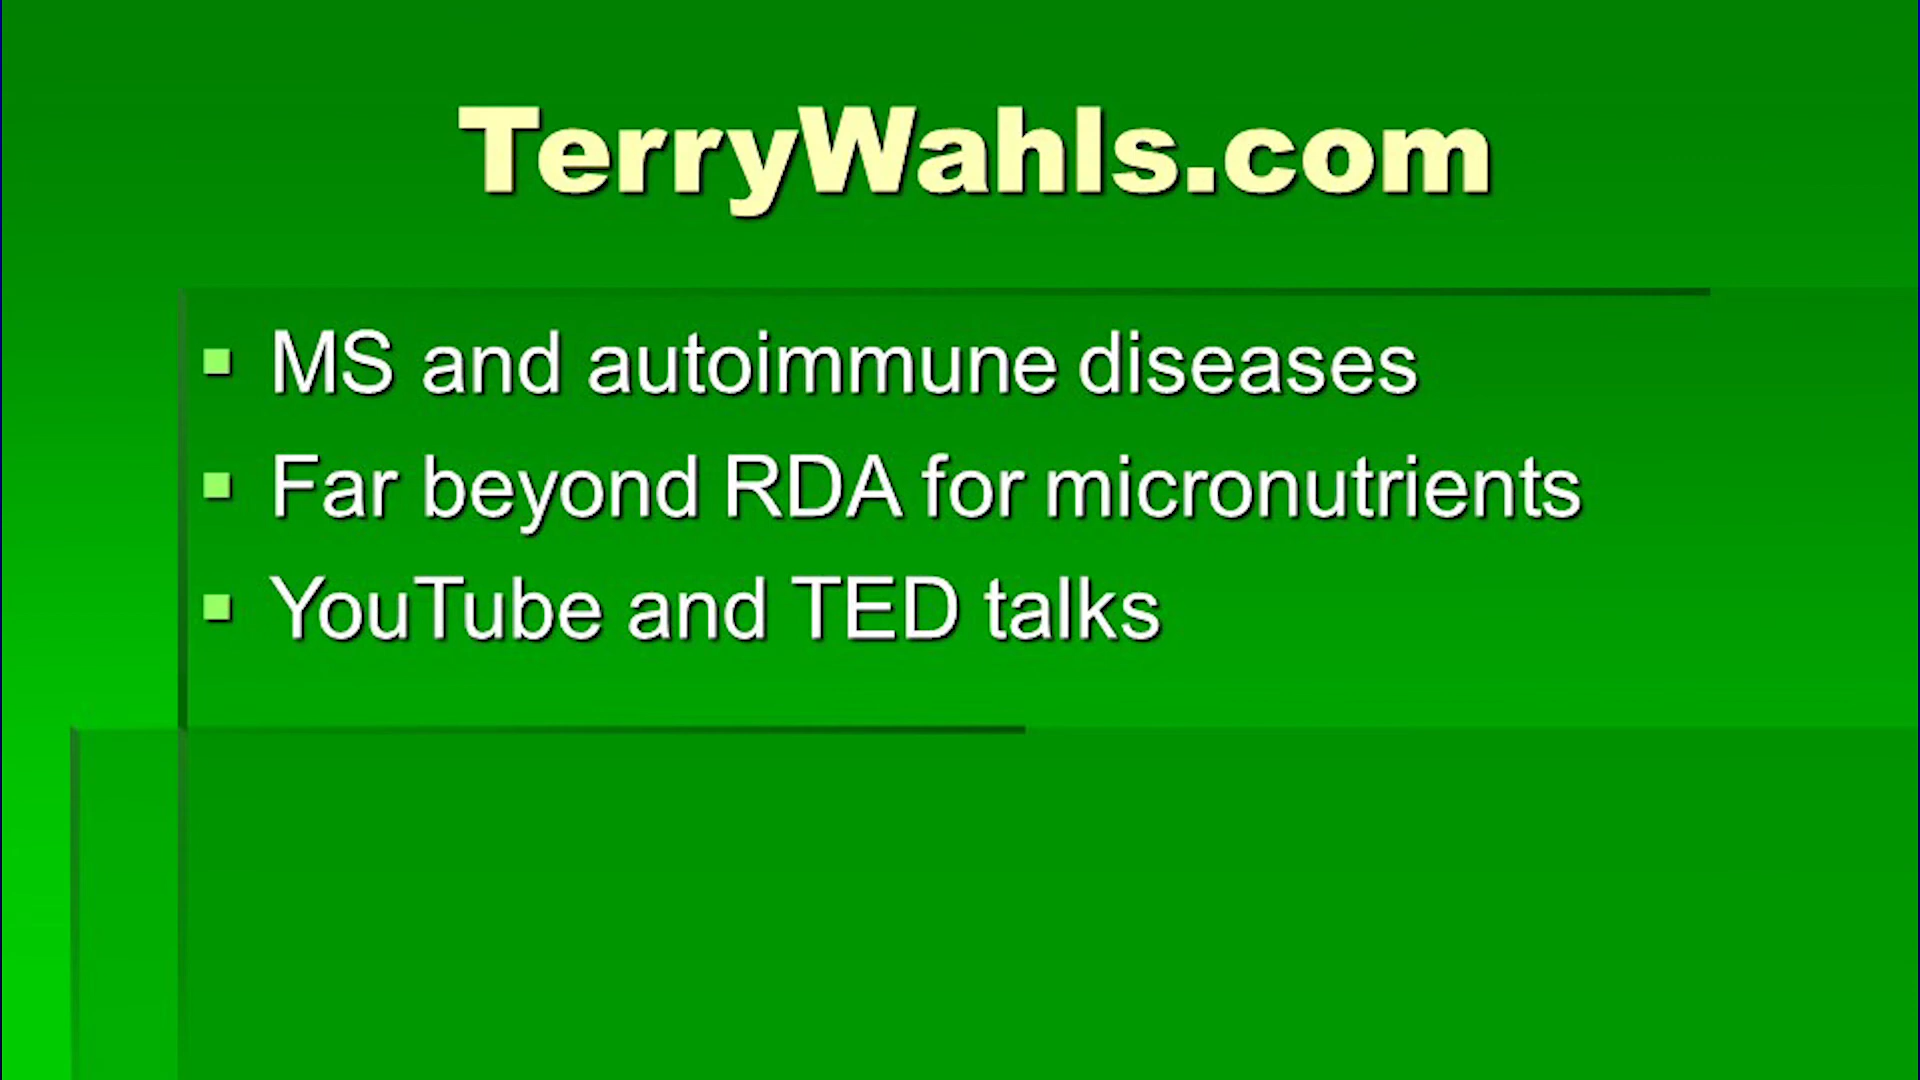 TerryWahls.com
MS and autoimmune diseases
Far beyond RDA for micronutrients
YouTube and TED talks